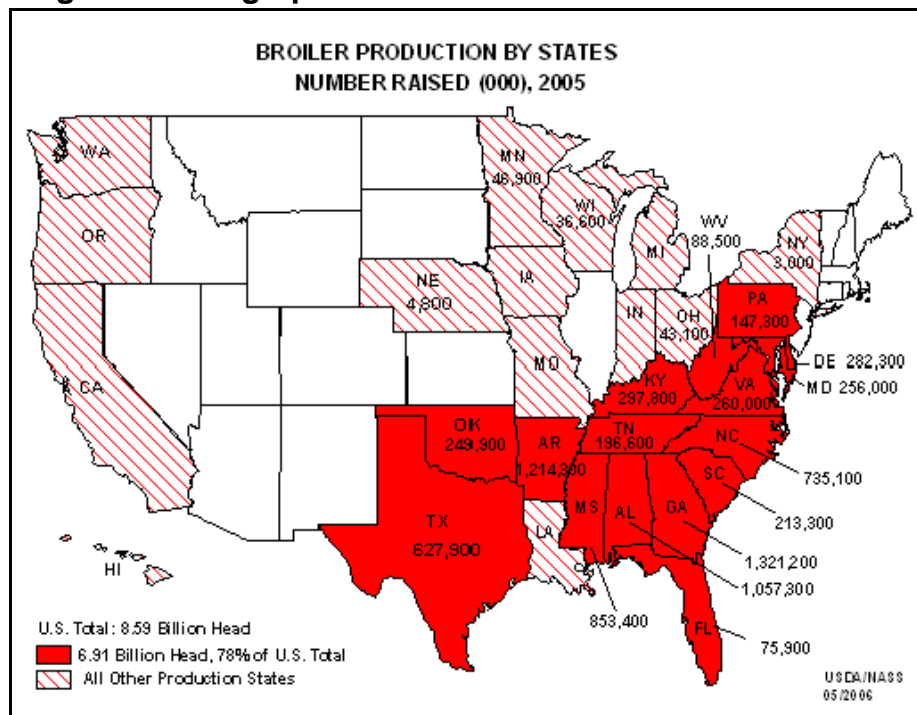 BROILER PRODUCTION BY STATES
NUMBER RAISED (000), 2005
WA
OR
CA
HI
MN
46,900
WI
36,600
MI
NE
4,800
IA
MO
IN
OH
43,100
WV
88,500
NY
3,000
PA
147,300
DE 282,300
MD 256,000
KY
297,800
VA
260,000
OK
249,900
AR
1,214,300
TN
196,600
NC
735,100
SC
213,300
TX
627,900
LA
MS
853,400
AL
1,057,300
GA
1,321,200
FL
75,900
U.S. Total: 8.59 Billion Head
6.91 Billion Head, 78% of U.S. Total
All Other Production States
USDA/NASS
05/2006